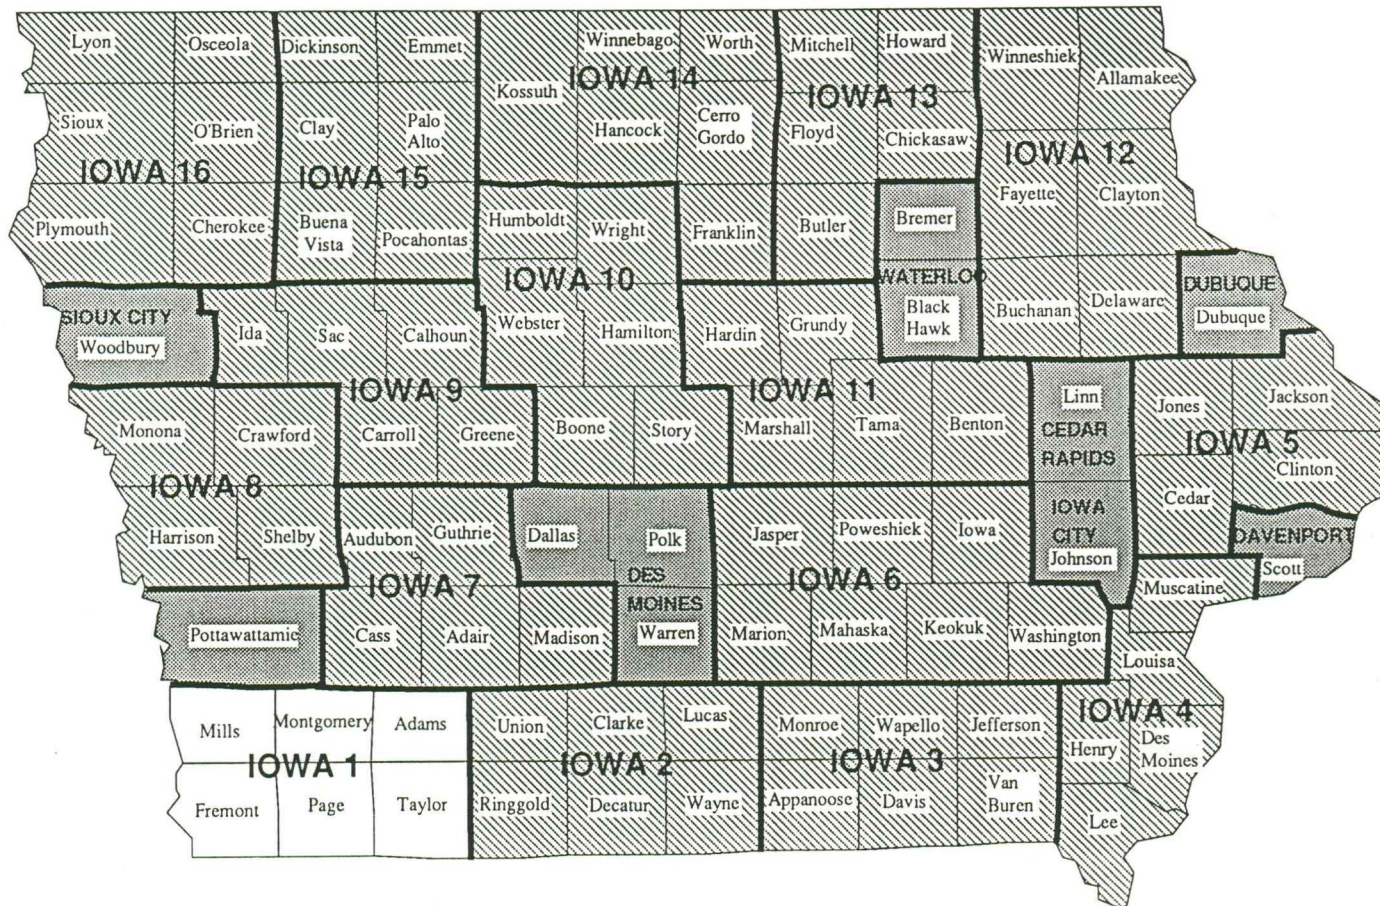 Lyon
Osceola
Dickinson
Emmet
Winnebago
Worth
Mitchell
Howard
Winneshiek
Allamakee
Kossuth
IOWA 14
IOWA 13
Sioux
O'Brien
Clay
Palo
Alto
Hancock
Cerro
Gordo
Floyd
Chickasaw
IOWA 12
IOWA 16
IOWA 15
Fayette
Clayton
Plymouth
Cherokee
Buena
Vista
Pocahontas
Humboldt
Wright
Franklin
Butler
Bremer
IOWA 10
WATERLOO
Black
Hawk
Buchanan
Delaware
DUBUQUE
Dubuque
SIOUX CITY
Woodbury
Ida
Sac
Calhoun
Webster
Hamilton
Hardin
Grundy
IOWA 9
IOWA 11
Linn
CEDAR
RAPIDS
Jones
Jackson
IOWA 5
Monona
Crawford
Carroll
Greene
Boone
Story
Marshall
Tama
Benton
Clinton
Cedar
IOWA 8
Harrison
Shelby
Audubon
Guthrie
Dallas
Polk
Jasper
Poweshiek
Iowa
IOWA
CITY
Johnson
DAVENPORT
Scott
IOWA 7
DES
MOINES
Warren
IOWA 6
Muscatine
Pottawattamie
Cass
Adair
Madison
Marion
Mahaska
Keokuk
Washington
Louisa
Mills
Montgomery
Adams
Union
Clarke
Lucas
Monroe
Wapello
Jefferson
IOWA 4
Henry
Des
Moines
IOWA 1
IOWA 2
IOWA 3
Fremont
Page
Taylor
Ringgold
Decatur
Wayne
Appanoose
Davis
Van
Buren
Lee